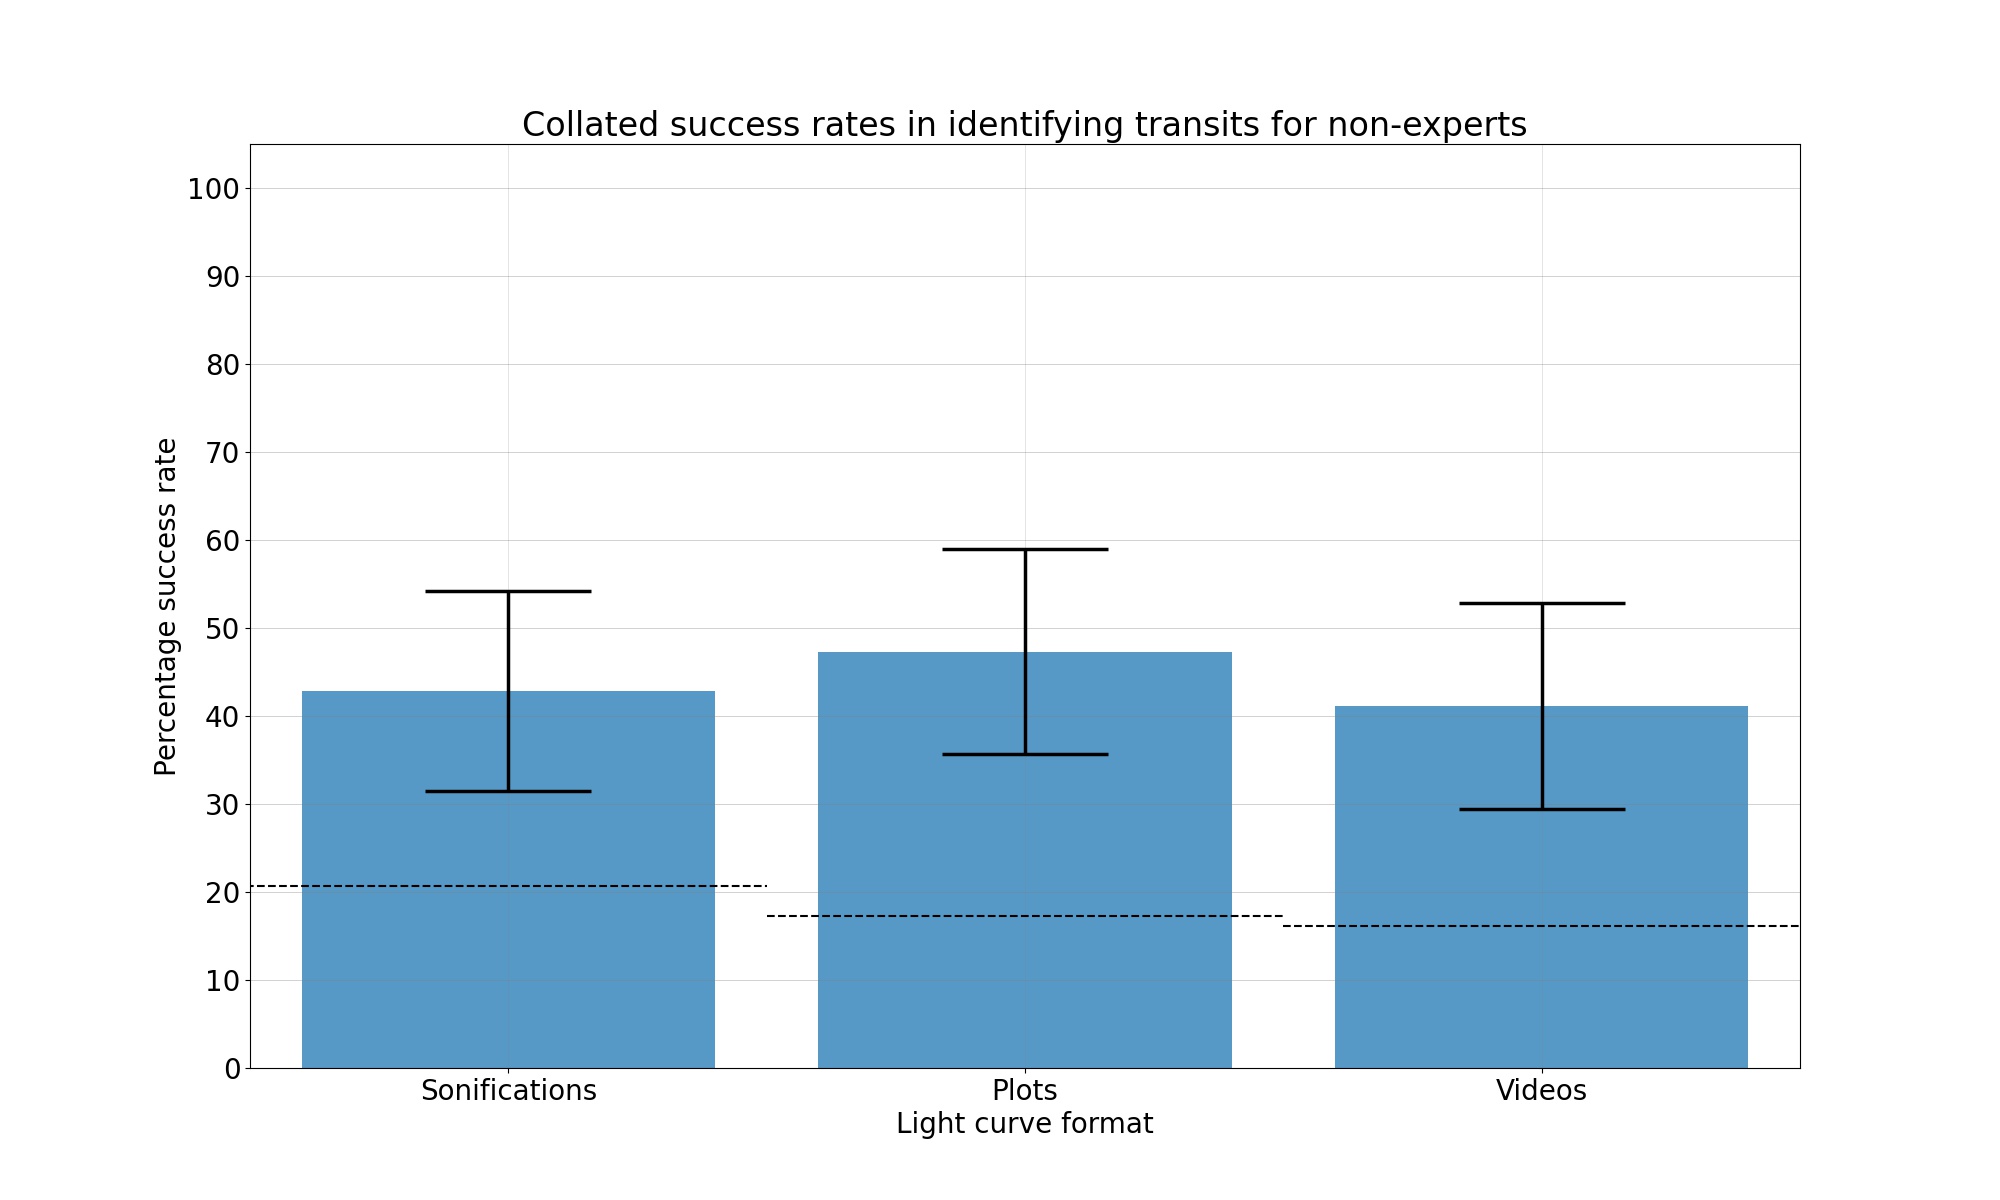 Collated success rates in identifying transits for non-experts
100
90
80
70
60
50
40
30
20
10
0
Percentage success rate
Sonifications Plots Videos
Light curve format